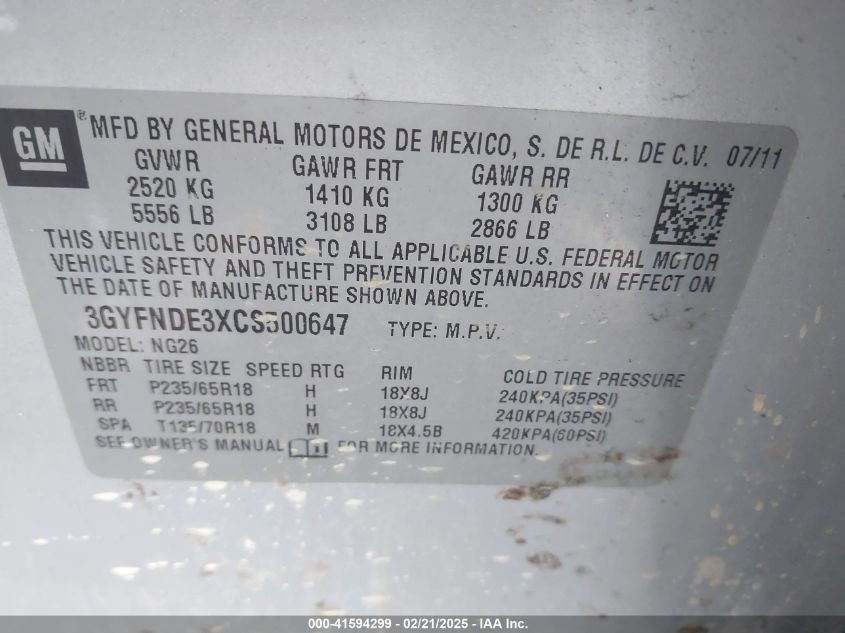 GM
® MFD BY GENERAL MOTORS DE MEXICO, S. DE R.L. DE C.V. 07/11
GVWR GAWR FRT GAWR RR
2520 KG 1410 KG 1300 KG
5556 LB 3108 LB 2866 LB
THIS VEHICLE CONFORMS TO ALL APPLICABLE U.S. FEDERAL MOTOR
VEHICLE SAFETY AND THEFT PREVENTION STANDARDS IN EFFECT ON
THE DATE OF MANUFACTURE SHOWN ABOVE.
3GYFNDE3XCS500647 TYPE: M.P.V.
MODEL: NG26
NBBR TIRE SIZE SPEED RTG RIM COLD TIRE PRESSURE
FRT P235/65R18 H 18X8J 240KPA(35PSI)
RR P235/65R18 H 18X8J 240KPA(35PSI)
SPA T135/70R18 M 18X4.5B 420KPA(60PSI)
SEE OWNER'S MANUAL FOR MORE INFORMATION.
000-41594299 - 02/21/2025 - IAA Inc.